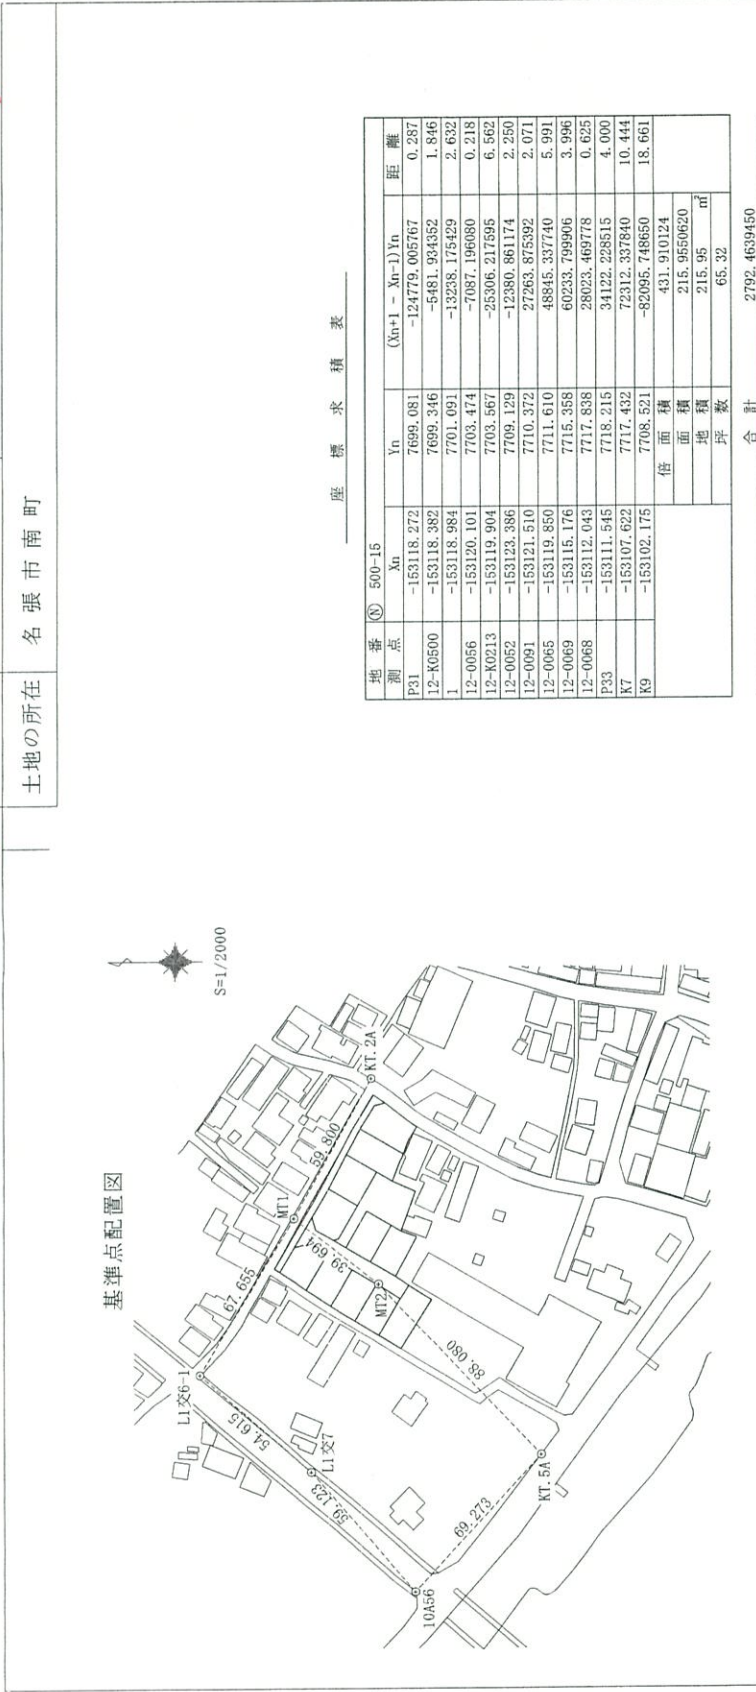 土地の所在 名張市南町
基準点配置図
S=1/2000
L1交6-1
67.655
MT1
59.800
KT.2A
54.615
L1交7
39.694
MT2
59.123
88.080
10A56
69.273
KT.5A
座標求積表
地番 Ⓝ 500-15
測点 Xn Yn (Xn+1 - Xn-1)Yn 距離
P31 -153118.272 7699.081 -124779.005767 0.287
12-K0500 -153118.382 7699.346 -5481.934352 1.846
1 -153118.984 7701.091 -13238.175429 2.632
12-0056 -153120.101 7703.474 -7087.196080 0.218
12-K0213 -153119.904 7703.567 -25306.217595 6.562
12-0052 -153123.386 7709.129 -12380.861174 2.250
12-0091 -153121.510 7710.372 27263.875392 2.071
12-0065 -153119.850 7711.610 48845.337740 5.991
12-0069 -153115.176 7715.358 60233.799906 3.996
12-0068 -153112.043 7717.838 28023.469778 0.625
P33 -153111.545 7718.215 34122.228515 4.000
K7 -153107.622 7717.432 72312.337840 10.444
K9 -153102.175 7708.521 -82095.748650 18.661
倍面積 431.910124
面積 215.9550620
地積 215.95 ㎡
坪数 65.32
合計 2792.4639450